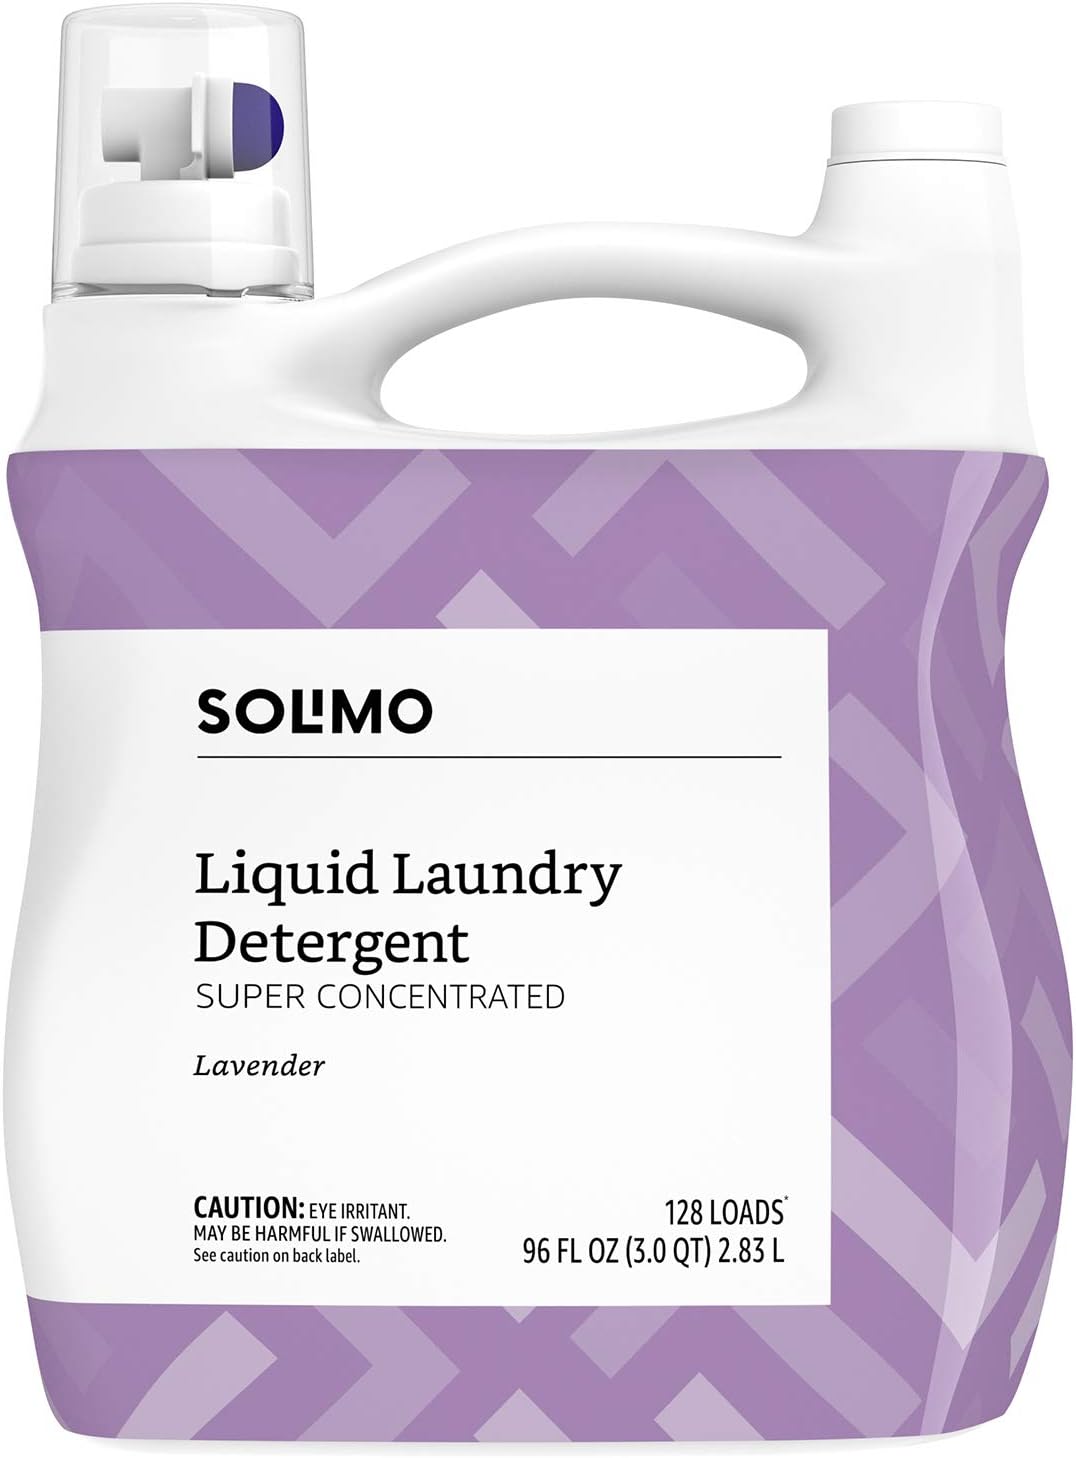 SOLIMO
Liquid Laundry
Detergent
SUPER CONCENTRATED
Lavender
CAUTION: EYE IRRITANT.
MAY BE HARMFUL IF SWALLOWED.
See caution on back label.
128 LOADS*
96 FL OZ (3.0 QT) 2.83 L